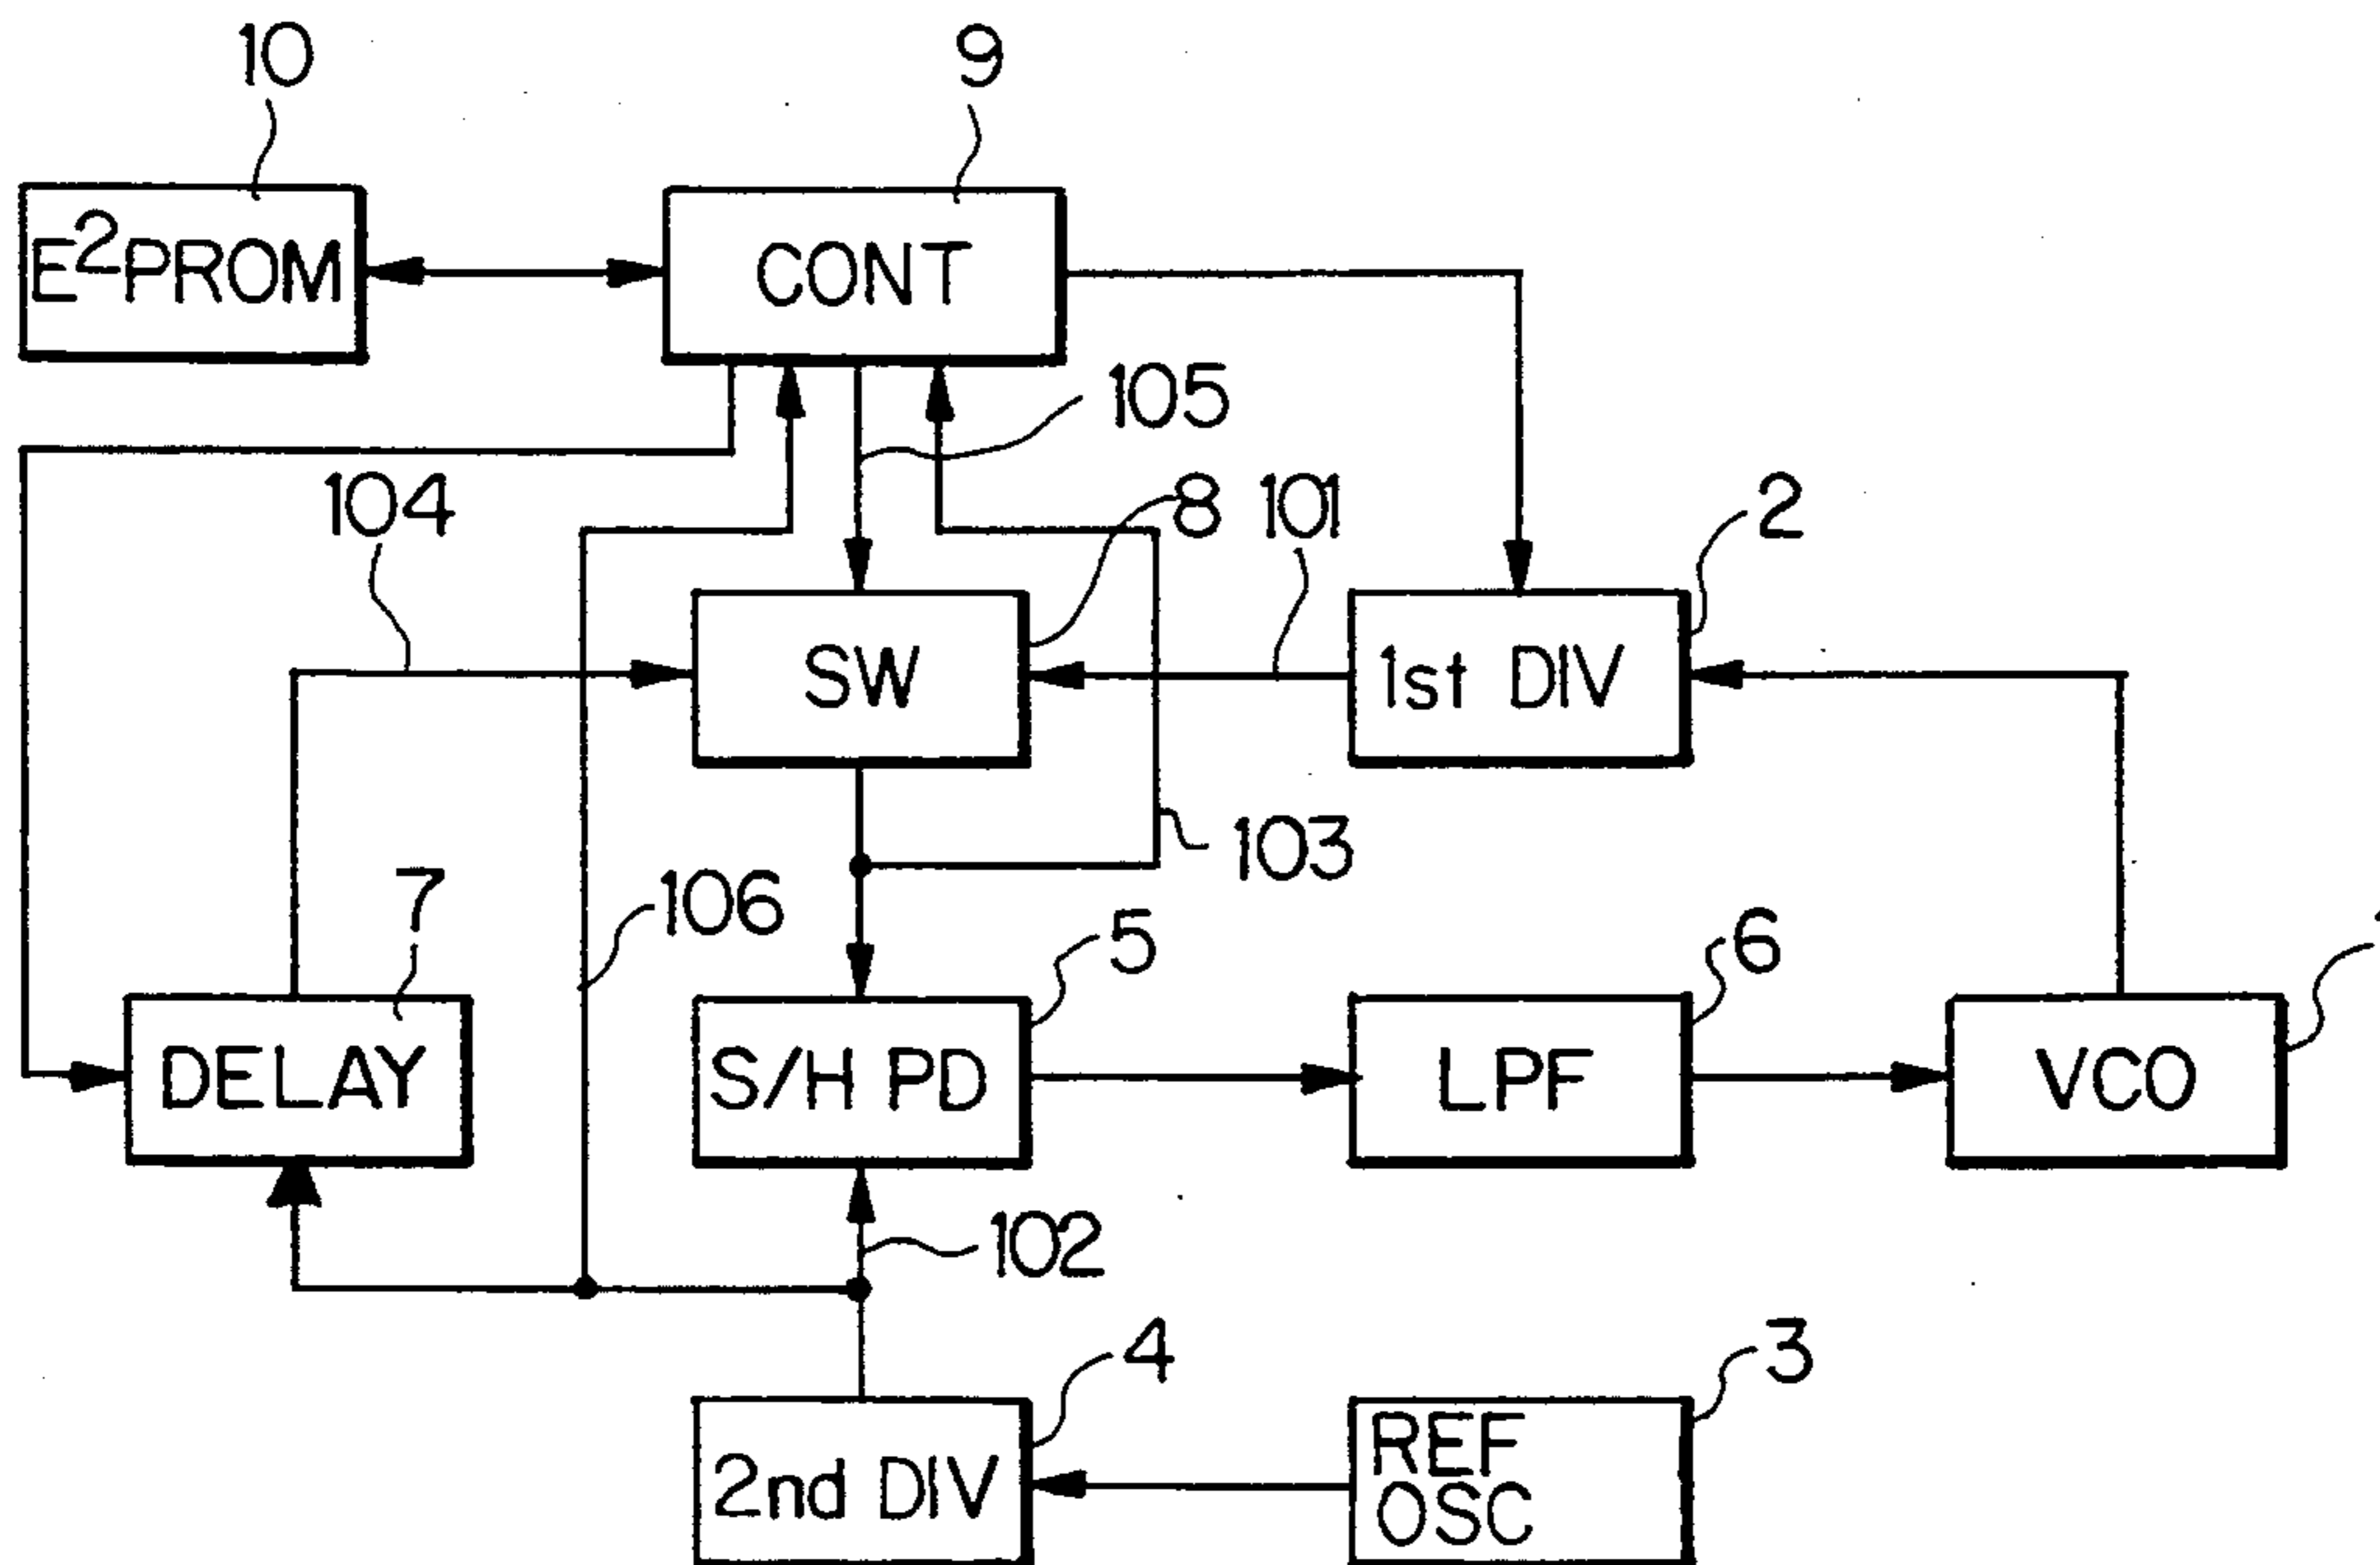 10
9
E²PROM
CONT
105
104
8
101
2
SW
1st DIV
103
7
106
5
6
DELAY
S/H PD
LPF
VCO
102
4
3
2nd DIV
REF
OSC